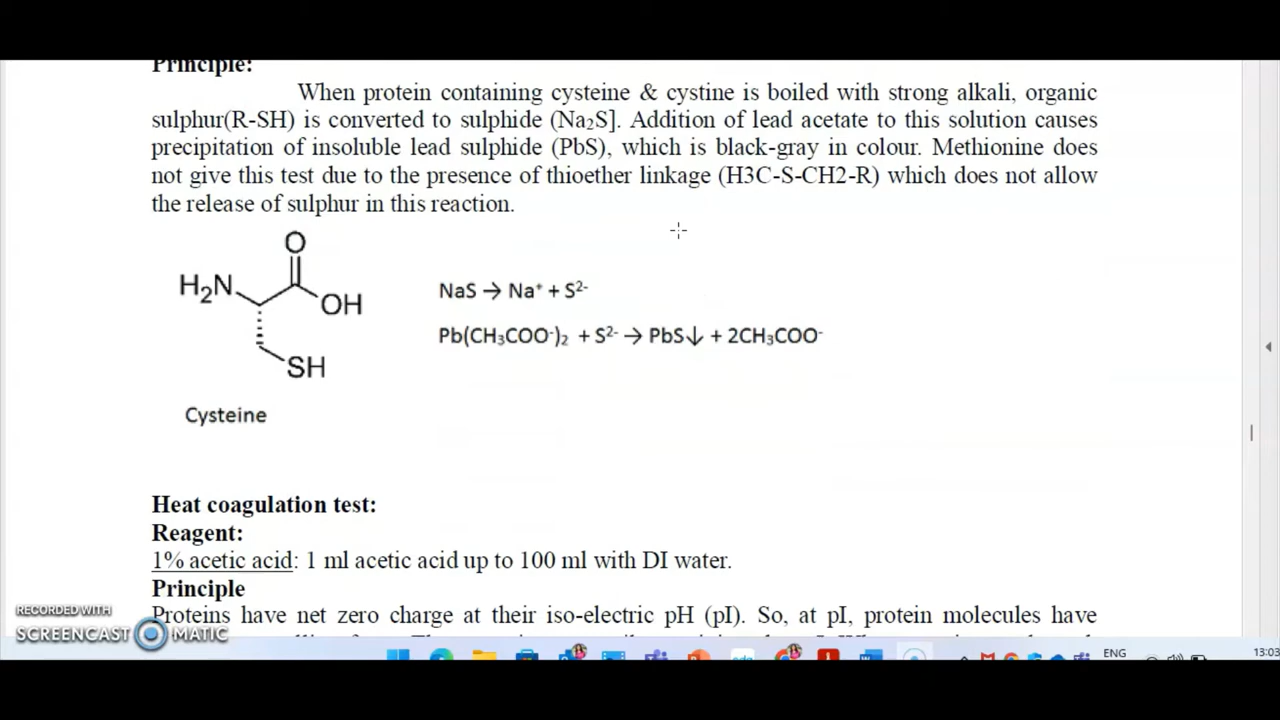 Principle:
When protein containing cysteine & cystine is boiled with strong alkali, organic
sulphur(R-SH) is converted to sulphide (Na₂S]. Addition of lead acetate to this solution causes
precipitation of insoluble lead sulphide (PbS), which is black-gray in colour. Methionine does
not give this test due to the presence of thioether linkage (H3C-S-CH2-R) which does not allow
the release of sulphur in this reaction.
O
H₂N
OH
SH
Cysteine
NaS → Na⁺ + S²⁻
Pb(CH₃COO⁻)₂ + S²⁻ → PbS↓ + 2CH₃COO⁻
Heat coagulation test:
Reagent:
1% acetic acid: 1 ml acetic acid up to 100 ml with DI water.
Principle
Proteins have net zero charge at their iso-electric pH (pI). So, at pI, protein molecules have
RECORDED WITH
SCREENCAST MATIC
ENG
13:03